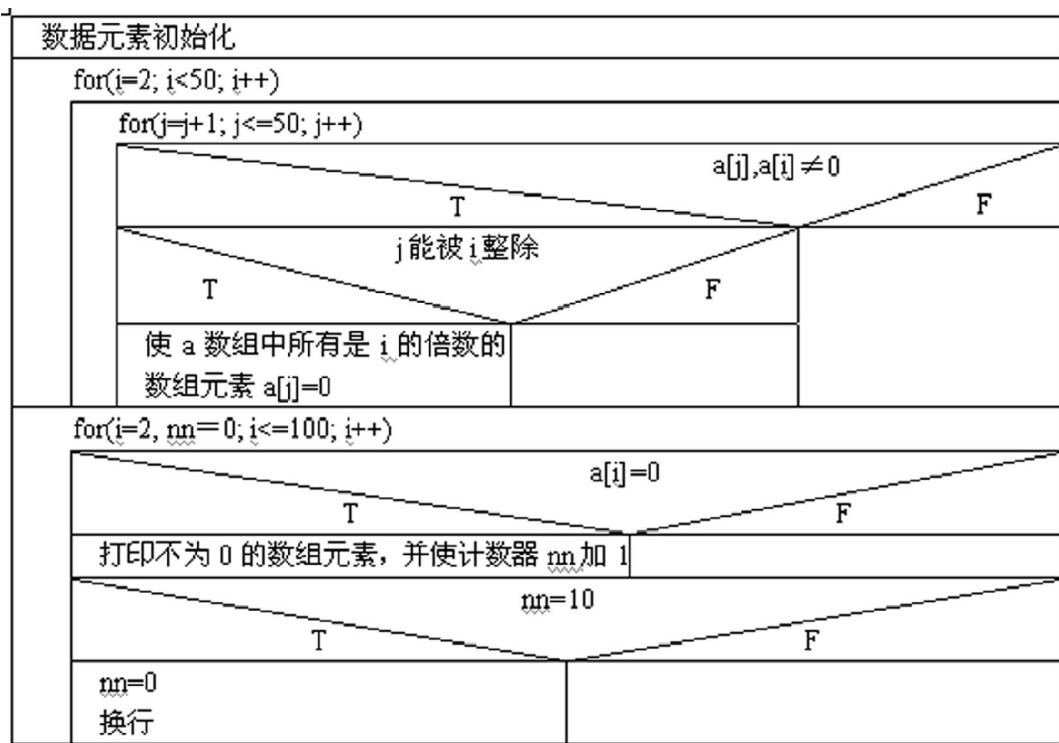 数据元素初始化
for(i=2; i<50; i++)
for(j=j+1; j<=50; j++)
a[j],a[i]≠0
T
F
j能被i整除
T
F
使 a 数组中所有是 i 的倍数的
数组元素 a[j]=0
for(i=2, nn=0; i<=100; i++)
a[i]=0
T
F
打印不为 0 的数组元素，并使计数器 nn 加 1
nn=10
T
F
nn=0
换行